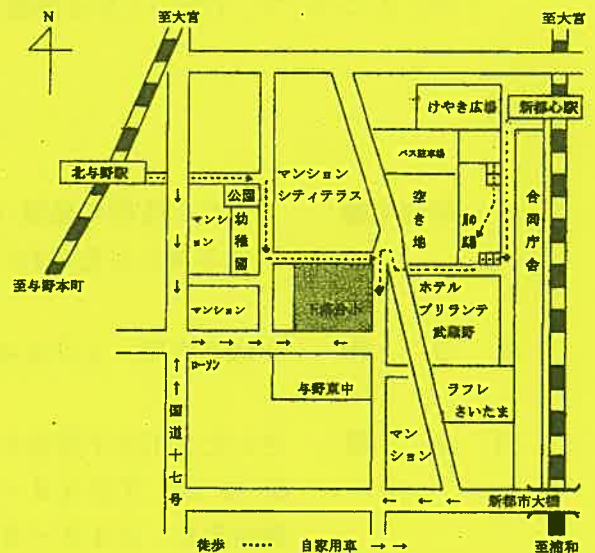 至大宮
至大宮
N
けやき広場
新都心駅
バス駐車場
北与野駅
マンション
シティテラス
公園
幼稚園
マンション
空き地
合同庁舎
至与野本町
マンション
下落合小
ホテル
ブリランテ
武蔵野
→ → → → ←
ローソン
与野東中
ラフレ
さいたま
↑↑国道十七号
マンション
← ← ←
新都市大橋
徒歩 ‥‥‥ 自家用車 → →
至浦和